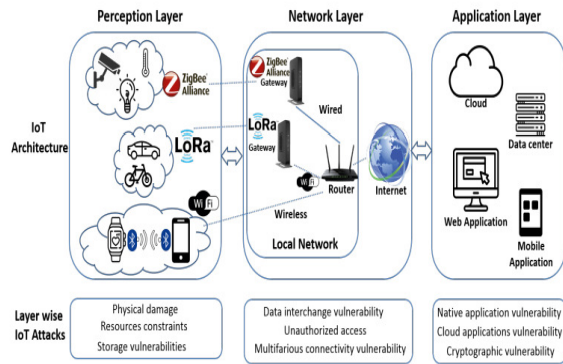 Perception Layer
Network Layer
Application Layer
IoT
Architecture
ZigBee
Alliance
ZigBee
Alliance
Gateway
Wired
LoRa
LoRa
Gateway
Wi Fi
Wi Fi
Router
Internet
Wireless
Local Network
Cloud
Data center
Web Application
Mobile
Application
Layer wise
IoT Attacks
Physical damage
Resources constraints
Storage vulnerabilities
Data interchange vulnerability
Unauthorized access
Multifarious connectivity vulnerability
Native application vulnerability
Cloud applications vulnerability
Cryptographic vulnerability